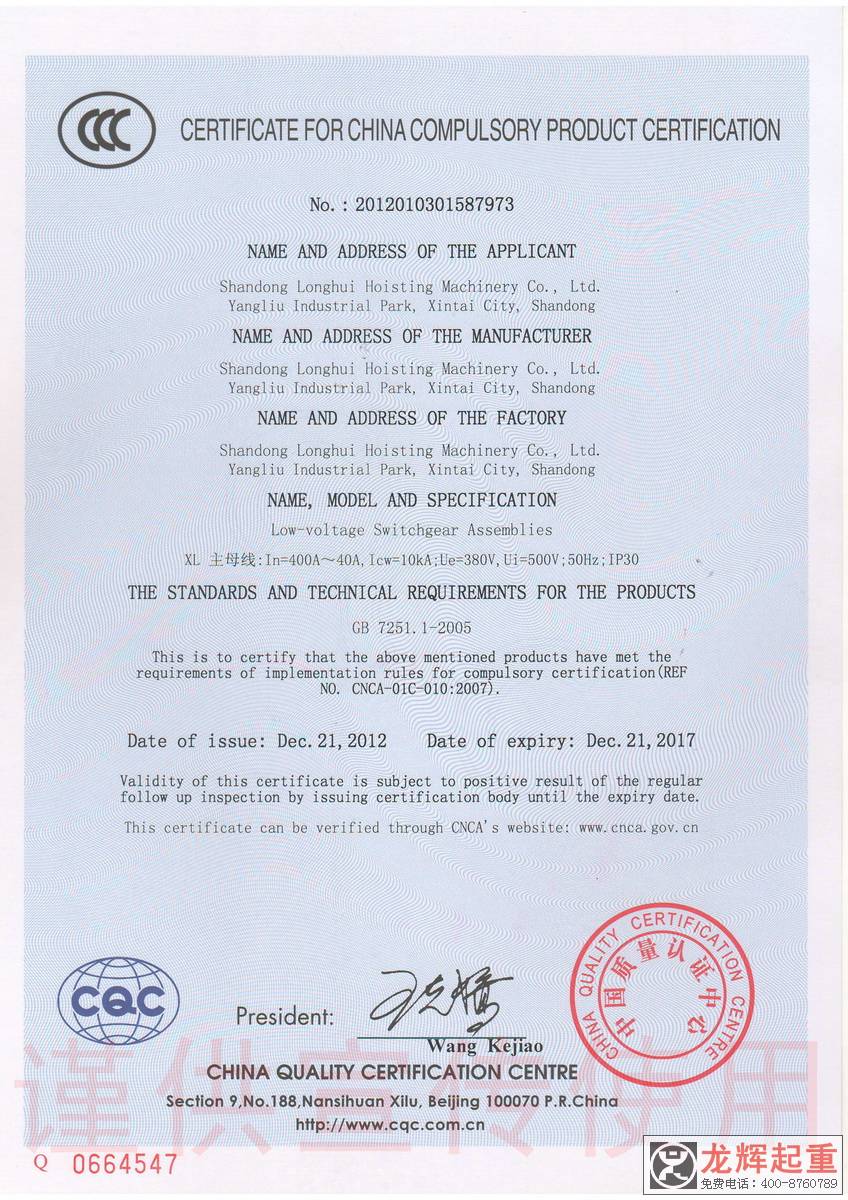 CCC
CERTIFICATE FOR CHINA COMPULSORY PRODUCT CERTIFICATION
No. : 2012010301587973
NAME AND ADDRESS OF THE APPLICANT
Shandong Longhui Hoisting Machinery Co., Ltd.
Yangliu Industrial Park, Xintai City, Shandong
NAME AND ADDRESS OF THE MANUFACTURER
Shandong Longhui Hoisting Machinery Co., Ltd.
Yangliu Industrial Park, Xintai City, Shandong
NAME AND ADDRESS OF THE FACTORY
Shandong Longhui Hoisting Machinery Co., Ltd.
Yangliu Industrial Park, Xintai City, Shandong
NAME, MODEL AND SPECIFICATION
Low-voltage Switchgear Assemblies
XL 主母线:In=400A～40A,Icw=10kA;Ue=380V,Ui=500V;50Hz;IP30
THE STANDARDS AND TECHNICAL REQUIREMENTS FOR THE PRODUCTS
GB 7251.1-2005
This is to certify that the above mentioned products have met the
requirements of implementation rules for compulsory certification(REF
NO. CNCA-01C-010:2007).
Date of issue: Dec.21,2012 Date of expiry: Dec.21,2017
Validity of this certificate is subject to positive result of the regular
follow up inspection by issuing certification body until the expiry date.
This certificate can be verified through CNCA's website: www.cnca.gov.cn
CHINA QUALITY CERTIFICATION CENTRE
中国质量认证中心
CQC
President: 王克娇
Wang Kejiao
CHINA QUALITY CERTIFICATION CENTRE
Section 9,No.188,Nansihuan Xilu, Beijing 100070 P.R.China
http://www.cqc.com.cn
谨供宣传使用
Q 0664547
龙辉起重
免费电话：400-8760789